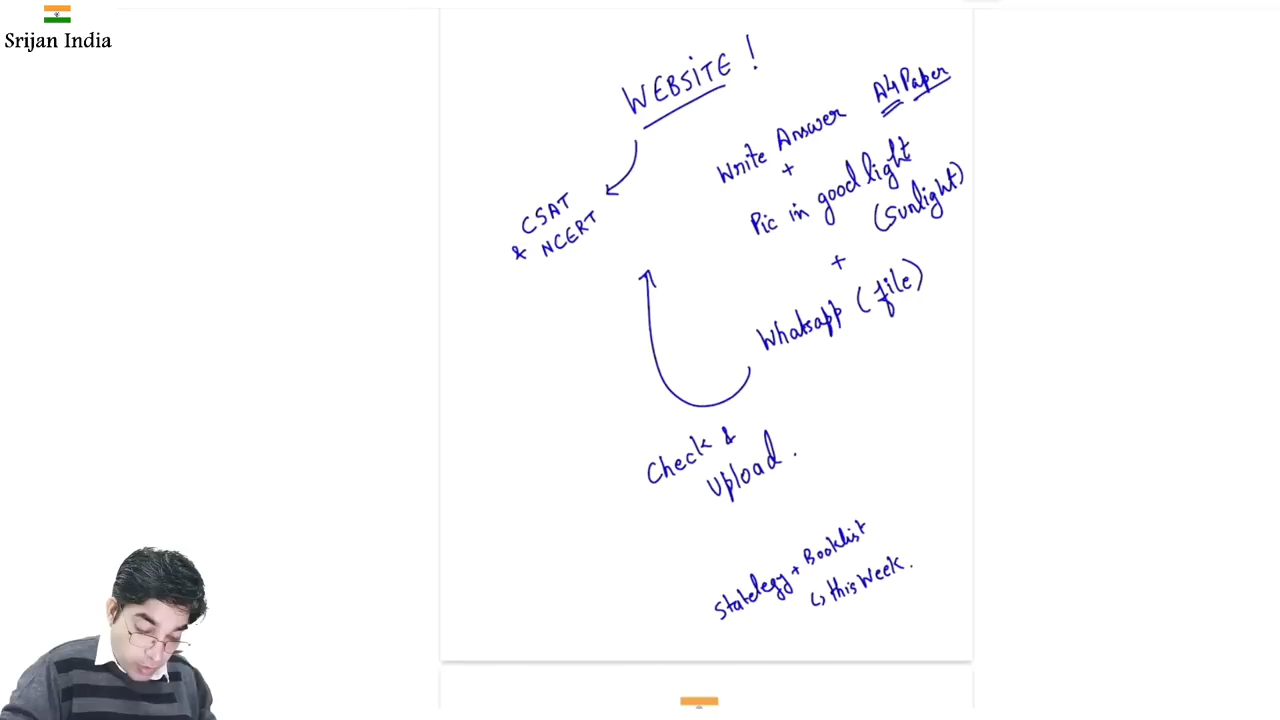 Srijan India
WEBSITE !
A4 Paper
Write Answer
+
Pic in good light
(Sunlight)
+
Whatsapp (file)
CSAT
& NCERT
Check &
Upload.
Statelegy + Booklist
↳ this Week.